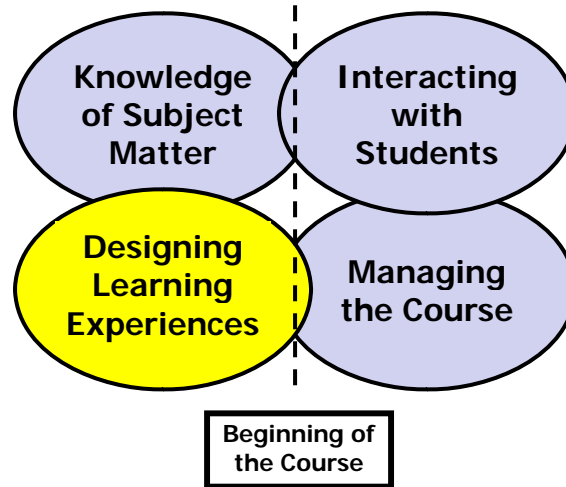 Knowledge
of Subject
Matter
Interacting
with
Students
Designing
Learning
Experiences
Managing
the Course
Beginning of
the Course